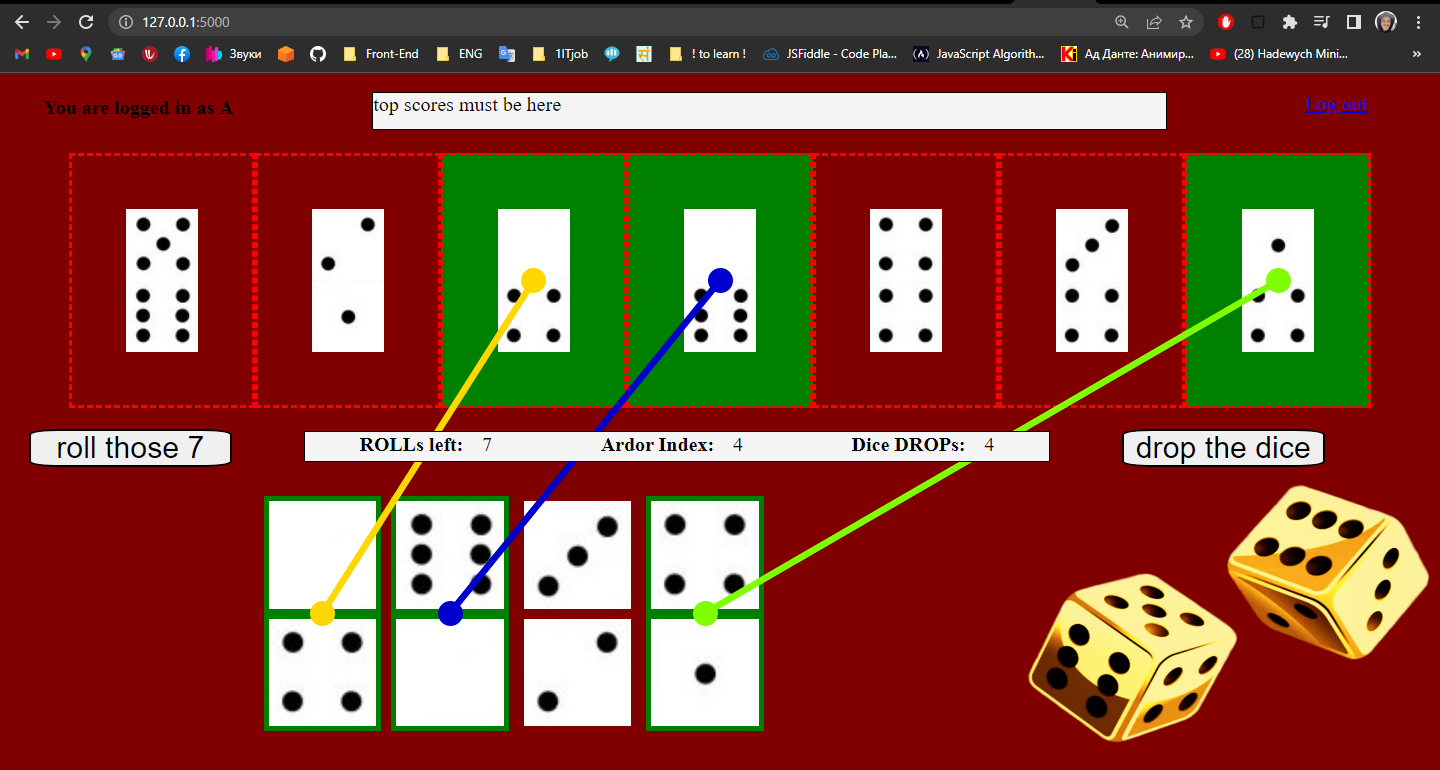 127.0.0.1:5000
Звуки
Front-End
ENG
1ITjob
! to learn !
JSFiddle - Code Pla...
JavaScript Algorith...
Ад Данте: Анимир...
(28) Hadewych Mini...
»
You are logged in as A
top scores must be here
Log out
roll those 7
ROLLs left: 7
Ardor Index: 4
Dice DROPs: 4
drop the dice